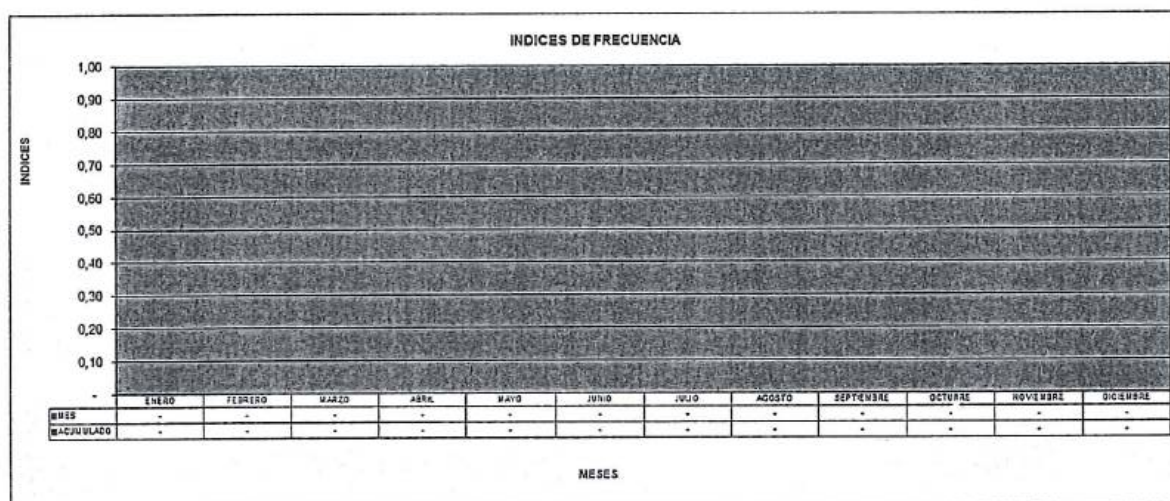 INDICES DE FRECUENCIA
INDICES
1,00
0,90
0,80
0,70
0,60
0,50
0,40
0,30
0,20
0,10
-
ENERO FEBRERO MARZO ABRIL MAYO JUNIO JULIO AGOSTO SEPTIEMBRE OCTUBRE NOVIEMBRE DICIEMBRE
MES - - - - - - - - - - - -
ACUMULADO - - - - - - - - - - - -
MESES